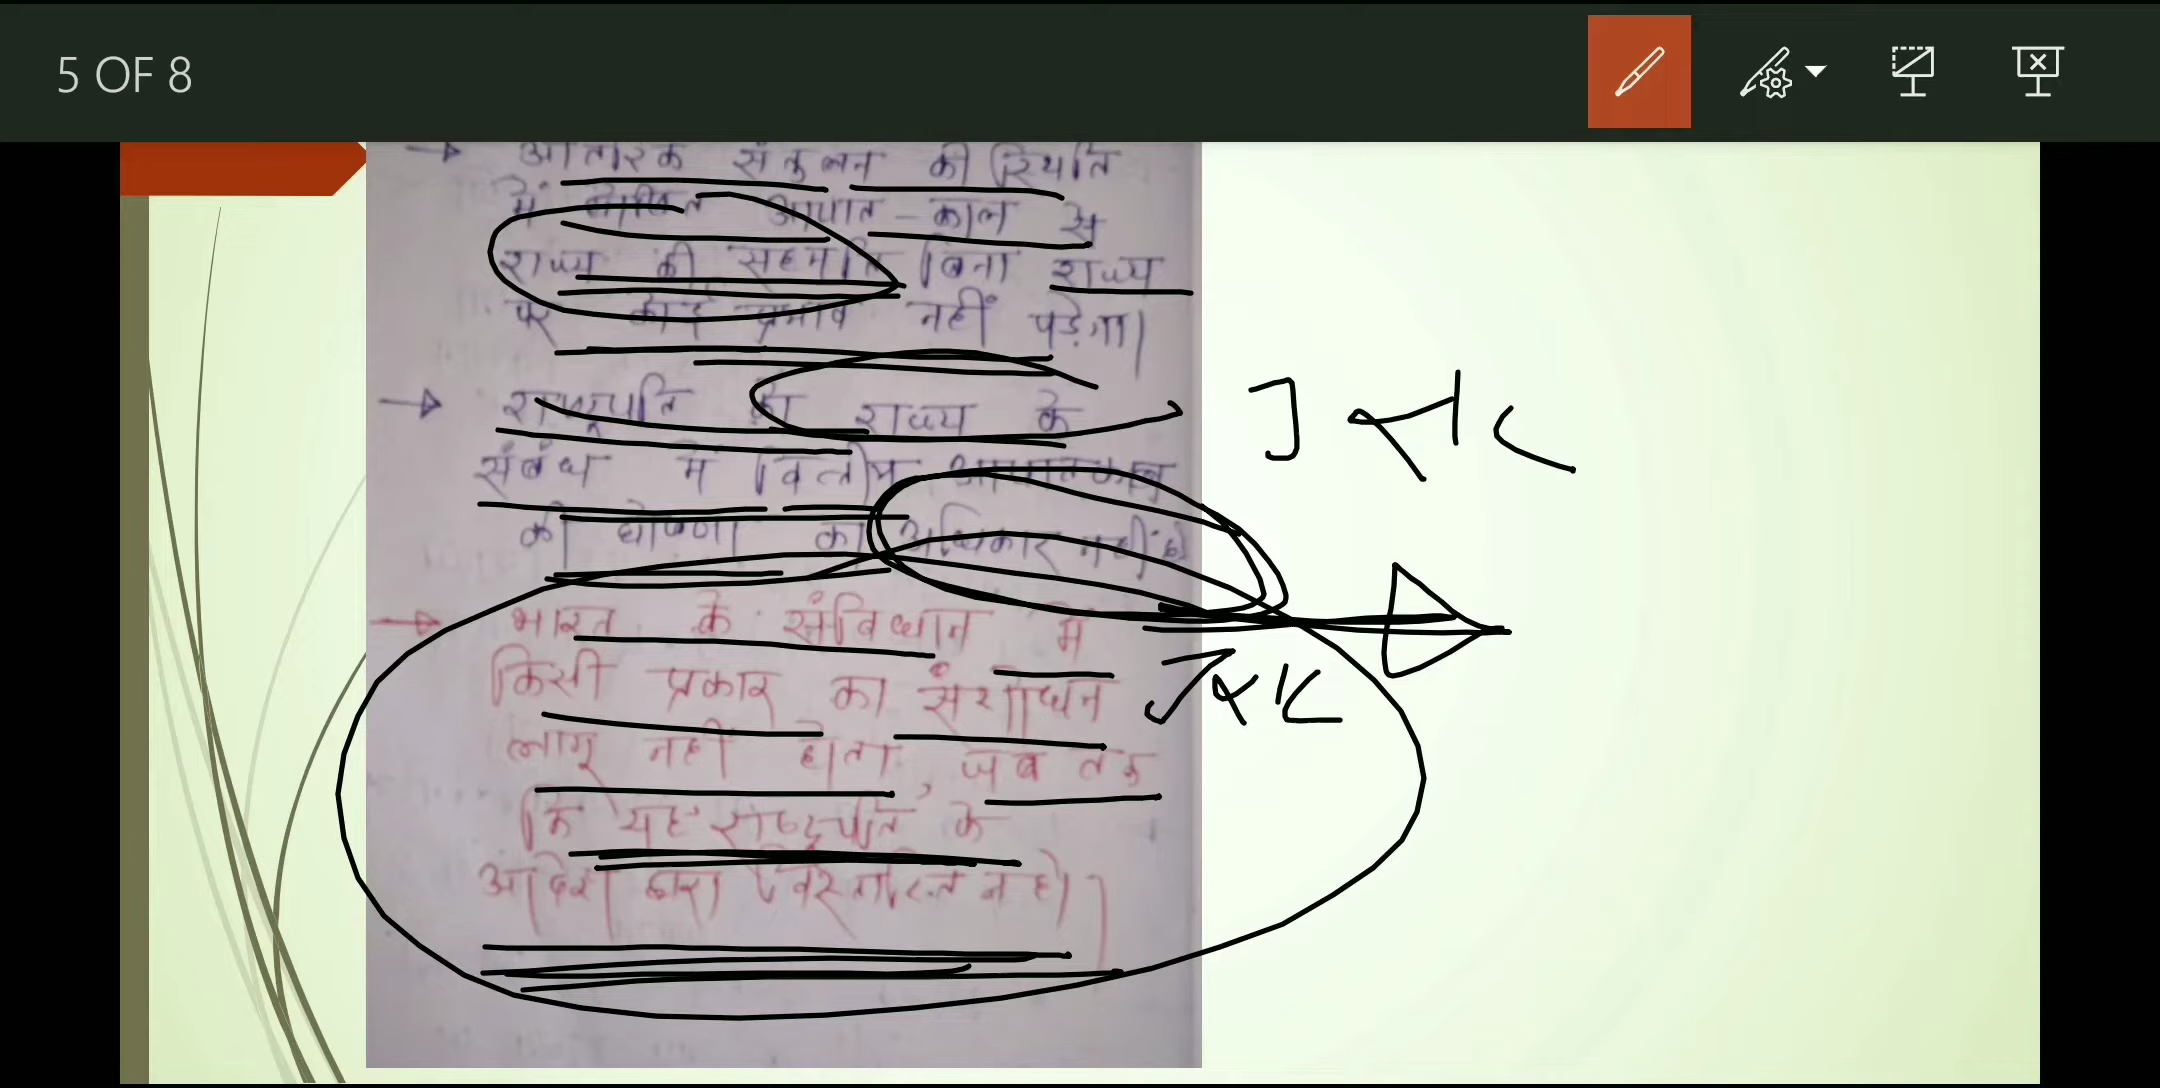 5 OF 8
आंतरिक संतुलन की स्थिति
में घोषित आपात-काल से
राज्य की सहमति बिना राज्य
पर कोई प्रभाव नहीं पड़ेगा।
राष्ट्रपति को राज्य के
संबंध में वित्तीय आपातकाल
की घोषणा का अधिकार नहीं है
भारत के संविधान में
किसी प्रकार का संशोधन
लागू नहीं होता, जब तक
कि यह राष्ट्रपति के
आदेश द्वारा विस्तारित न हो।
J&K
J&K